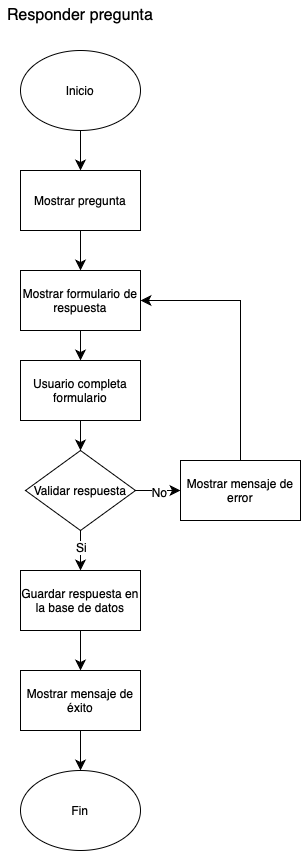 Responder pregunta
Inicio
Mostrar pregunta
Mostrar formulario de
respuesta
Usuario completa
formulario
Validar respuesta
No
Mostrar mensaje de
error
Si
Guardar respuesta en
la base de datos
Mostrar mensaje de
éxito
Fin